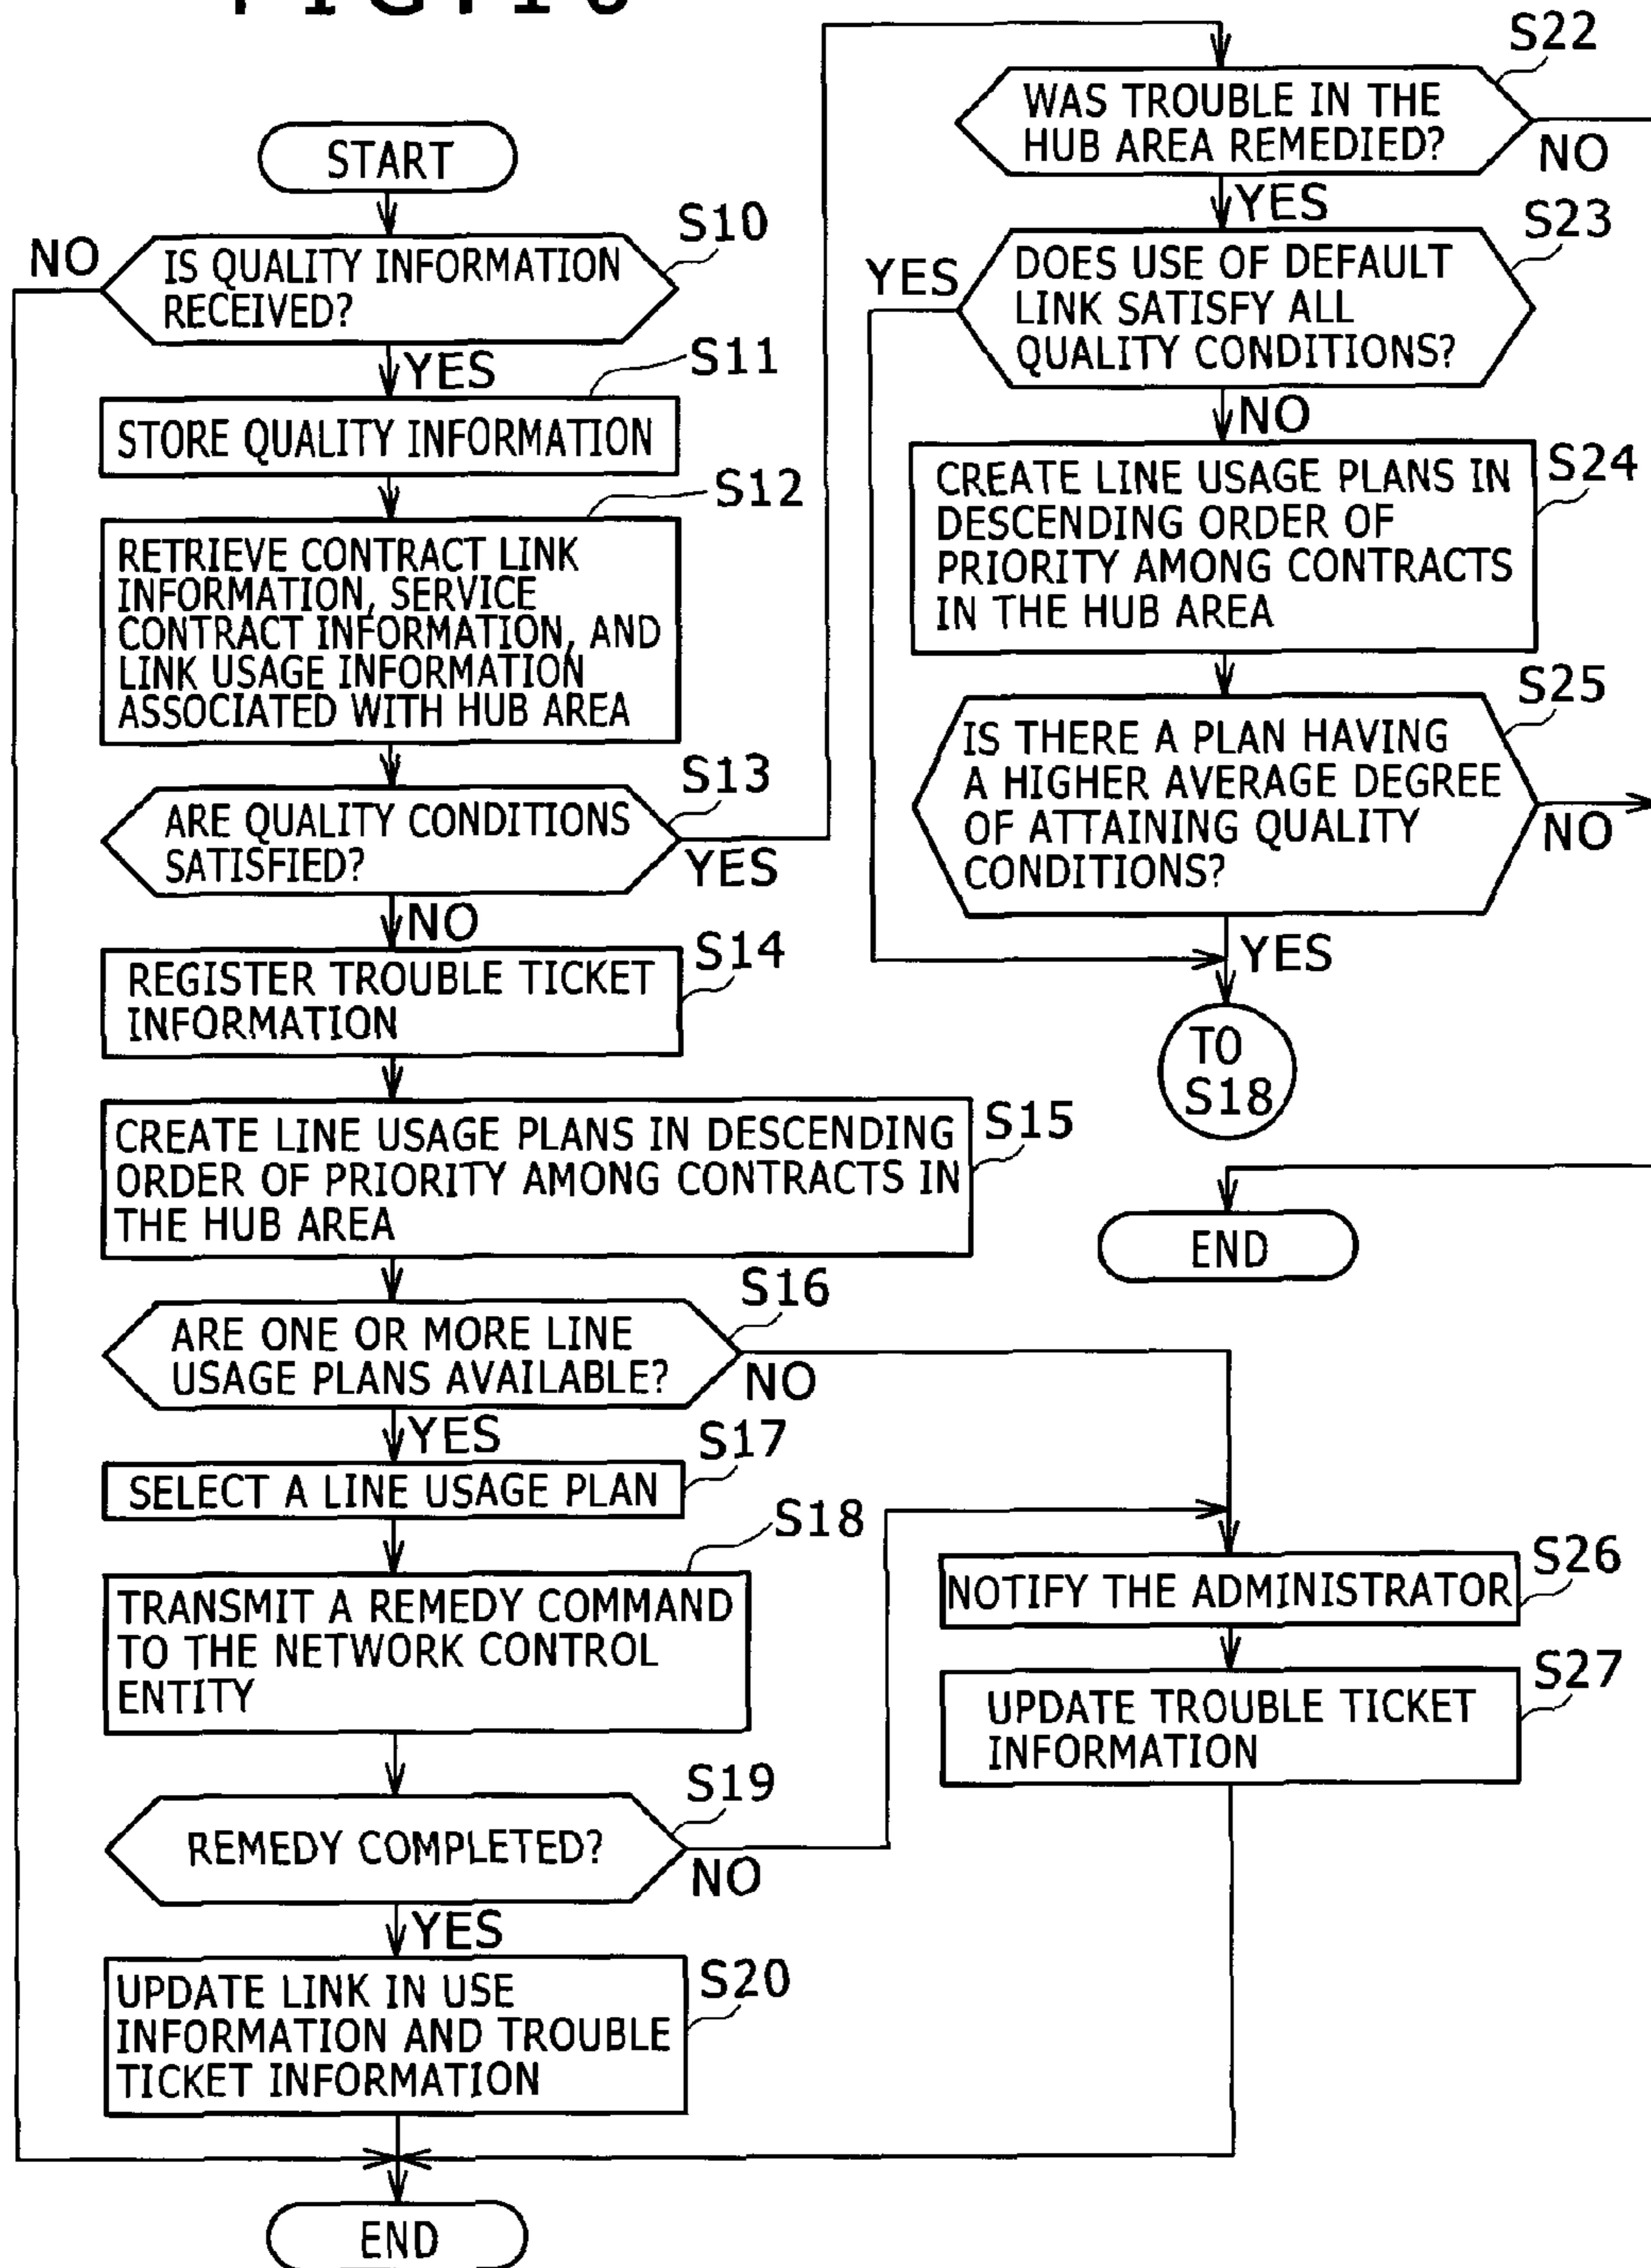 START
NO
S10
IS QUALITY INFORMATION
RECEIVED?
YES
S11
STORE QUALITY INFORMATION
S12
RETRIEVE CONTRACT LINK
INFORMATION, SERVICE
CONTRACT INFORMATION, AND
LINK USAGE INFORMATION
ASSOCIATED WITH HUB AREA
S13
ARE QUALITY CONDITIONS
SATISFIED?
YES
NO
S14
REGISTER TROUBLE TICKET
INFORMATION
S15
CREATE LINE USAGE PLANS IN DESCENDING
ORDER OF PRIORITY AMONG CONTRACTS IN
THE HUB AREA
S16
ARE ONE OR MORE LINE
USAGE PLANS AVAILABLE?
NO
YES
S17
SELECT A LINE USAGE PLAN
S18
TRANSMIT A REMEDY COMMAND
TO THE NETWORK CONTROL
ENTITY
S19
REMEDY COMPLETED?
NO
YES
S20
UPDATE LINK IN USE
INFORMATION AND TROUBLE
TICKET INFORMATION
END
S22
WAS TROUBLE IN THE
HUB AREA REMEDIED?
NO
YES
S23
YES
DOES USE OF DEFAULT
LINK SATISFY ALL
QUALITY CONDITIONS?
NO
S24
CREATE LINE USAGE PLANS IN
DESCENDING ORDER OF
PRIORITY AMONG CONTRACTS
IN THE HUB AREA
S25
IS THERE A PLAN HAVING
A HIGHER AVERAGE DEGREE
OF ATTAINING QUALITY
CONDITIONS?
NO
YES
TO
S18
END
S26
NOTIFY THE ADMINISTRATOR
S27
UPDATE TROUBLE TICKET
INFORMATION